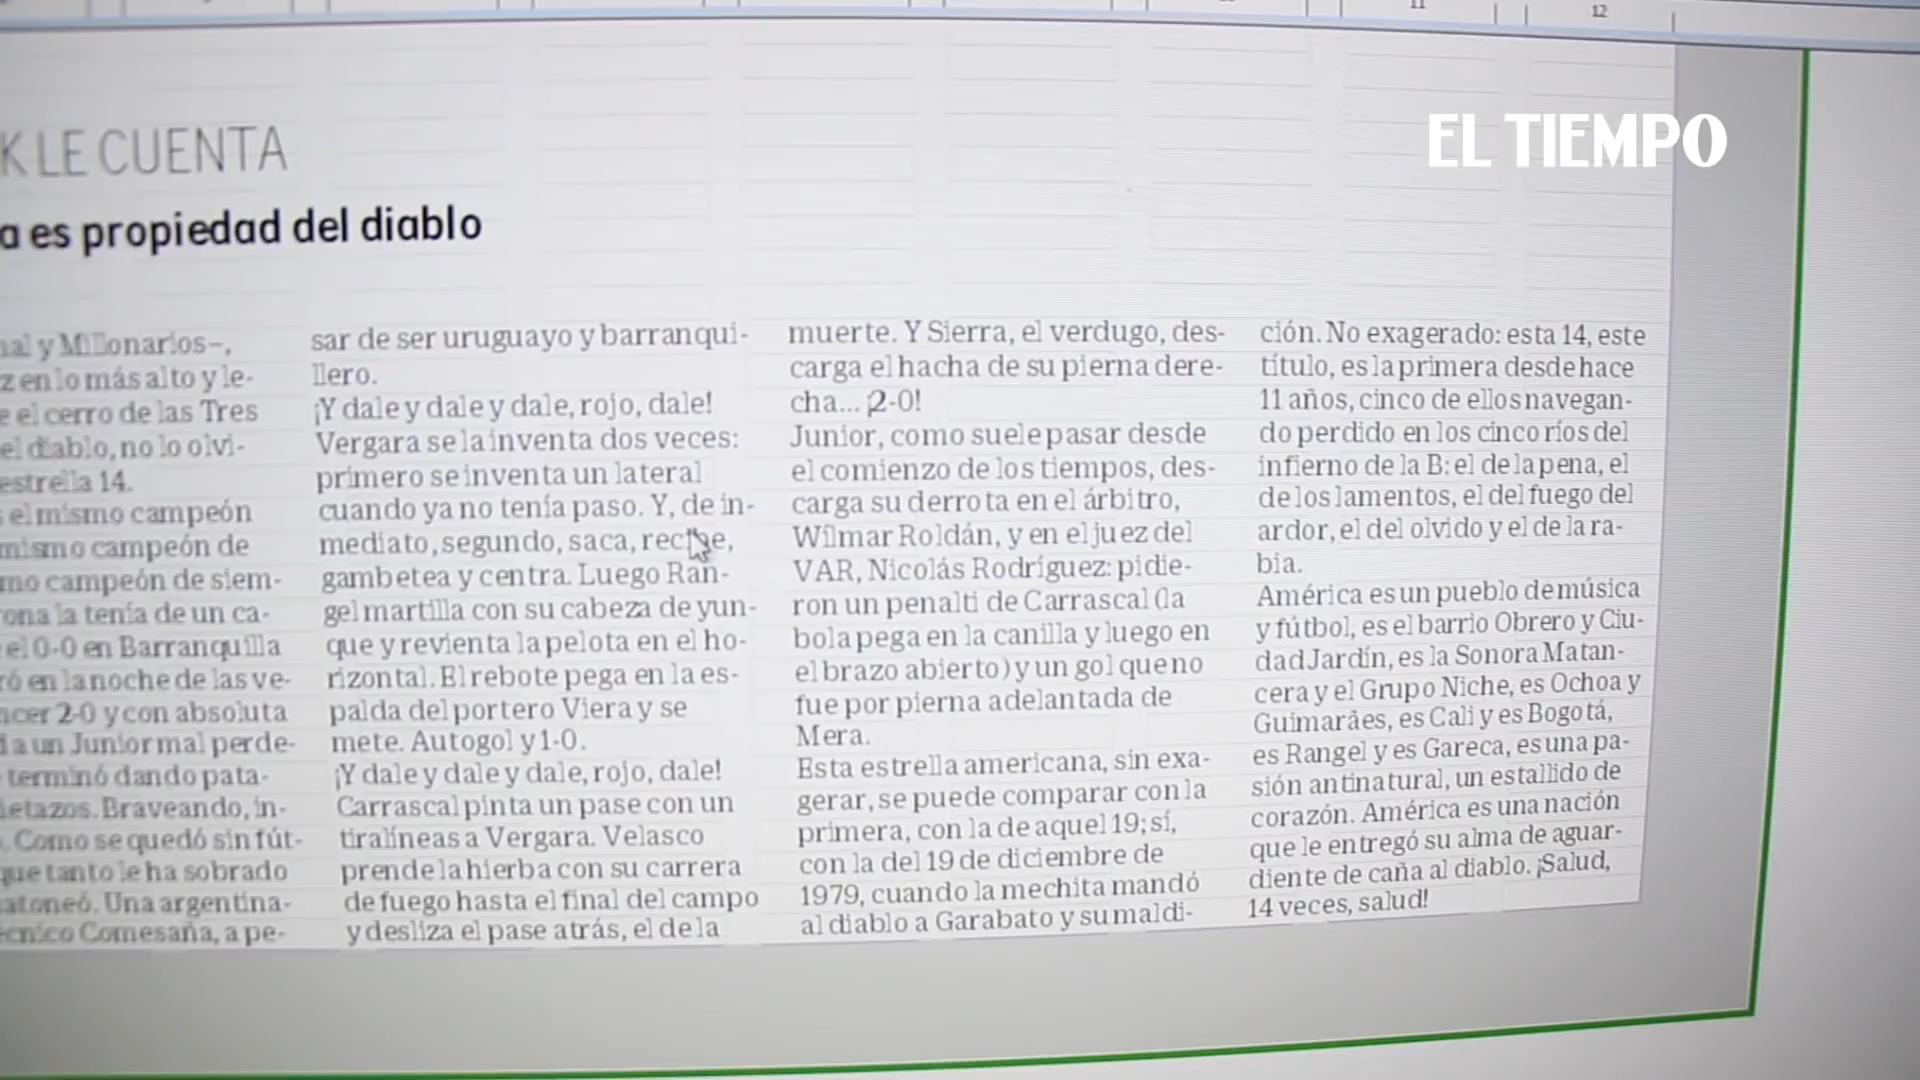 11
12
EL TIEMPO
K LE CUENTA
a es propiedad del diablo
nal y Millonarios–,
z en lo más alto y le-
e el cerro de las Tres
el diablo, no lo olvi-
estrella 14.
s el mismo campeón
mismo campeón de
mo campeón de siem-
ona la tenía de un ca-
el 0-0 en Barranquilla
ó en la noche de las ve-
ncer 2-0 y con absoluta
d a un Junior mal perde-
terminó dando pata-
letazos. Braveando, in-
. Como se quedó sin fút-
que tanto le ha sobrado
atoneó. Una argentina-
écnico Comesaña, a pe-
sar de ser uruguayo y barranqui-
llero.
¡Y dale y dale y dale, rojo, dale!
Vergara se la inventa dos veces:
primero se inventa un lateral
cuando ya no tenía paso. Y, de in-
mediato, segundo, saca, recibe,
gambetea y centra. Luego Ran-
gel martilla con su cabeza de yun-
que y revienta la pelota en el ho-
rizontal. El rebote pega en la es-
palda del portero Viera y se
mete. Autogol y 1-0.
¡Y dale y dale y dale, rojo, dale!
Carrascal pinta un pase con un
tiralíneas a Vergara. Velasco
prende la hierba con su carrera
de fuego hasta el final del campo
y desliza el pase atrás, el de la
muerte. Y Sierra, el verdugo, des-
carga el hacha de su pierna dere-
cha... ¡2-0!
Junior, como suele pasar desde
el comienzo de los tiempos, des-
carga su derrota en el árbitro,
Wílmar Roldán, y en el juez del
VAR, Nicolás Rodríguez: pidie-
ron un penalti de Carrascal (la
bola pega en la canilla y luego en
el brazo abierto) y un gol que no
fue por pierna adelantada de
Mera.
Esta estrella americana, sin exa-
gerar, se puede comparar con la
primera, con la de aquel 19; sí,
con la del 19 de diciembre de
1979, cuando la mechita mandó
al diablo a Garabato y su maldi-
ción. No exagerado: esta 14, este
título, es la primera desde hace
11 años, cinco de ellos navegan-
do perdido en los cinco ríos del
infierno de la B: el de la pena, el
de los lamentos, el del fuego del
ardor, el del olvido y el de la ra-
bia.
América es un pueblo de música
y fútbol, es el barrio Obrero y Ciu-
dad Jardín, es la Sonora Matan-
cera y el Grupo Niche, es Ochoa y
Guimarães, es Cali y es Bogotá,
es Rangel y es Gareca, es una pa-
sión antinatural, un estallido de
corazón. América es una nación
que le entregó su alma de aguar-
diente de caña al diablo. ¡Salud,
14 veces, salud!